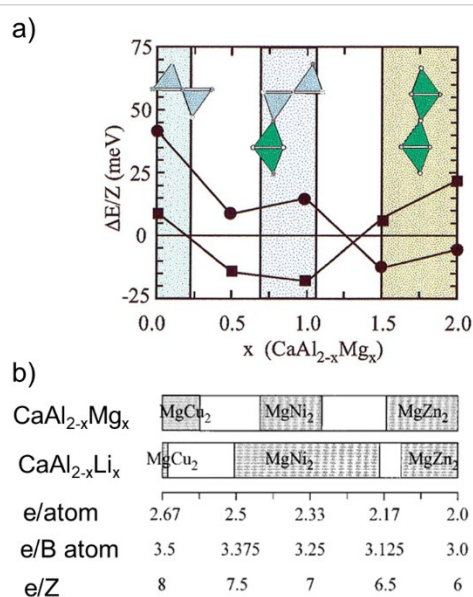 a)
75
50
25
0
-25
ΔE/Z (meV)
0.0 0.5 1.0 1.5 2.0
x (CaAl₂₋ₓMgₓ)
b)
CaAl₂₋ₓMgₓ MgCu₂ MgNi₂ MgZn₂
CaAl₂₋ₓLiₓ MgCu₂ MgNi₂ MgZn₂
e/atom 2.67 2.5 2.33 2.17 2.0
e/B atom 3.5 3.375 3.25 3.125 3.0
e/Z 8 7.5 7 6.5 6